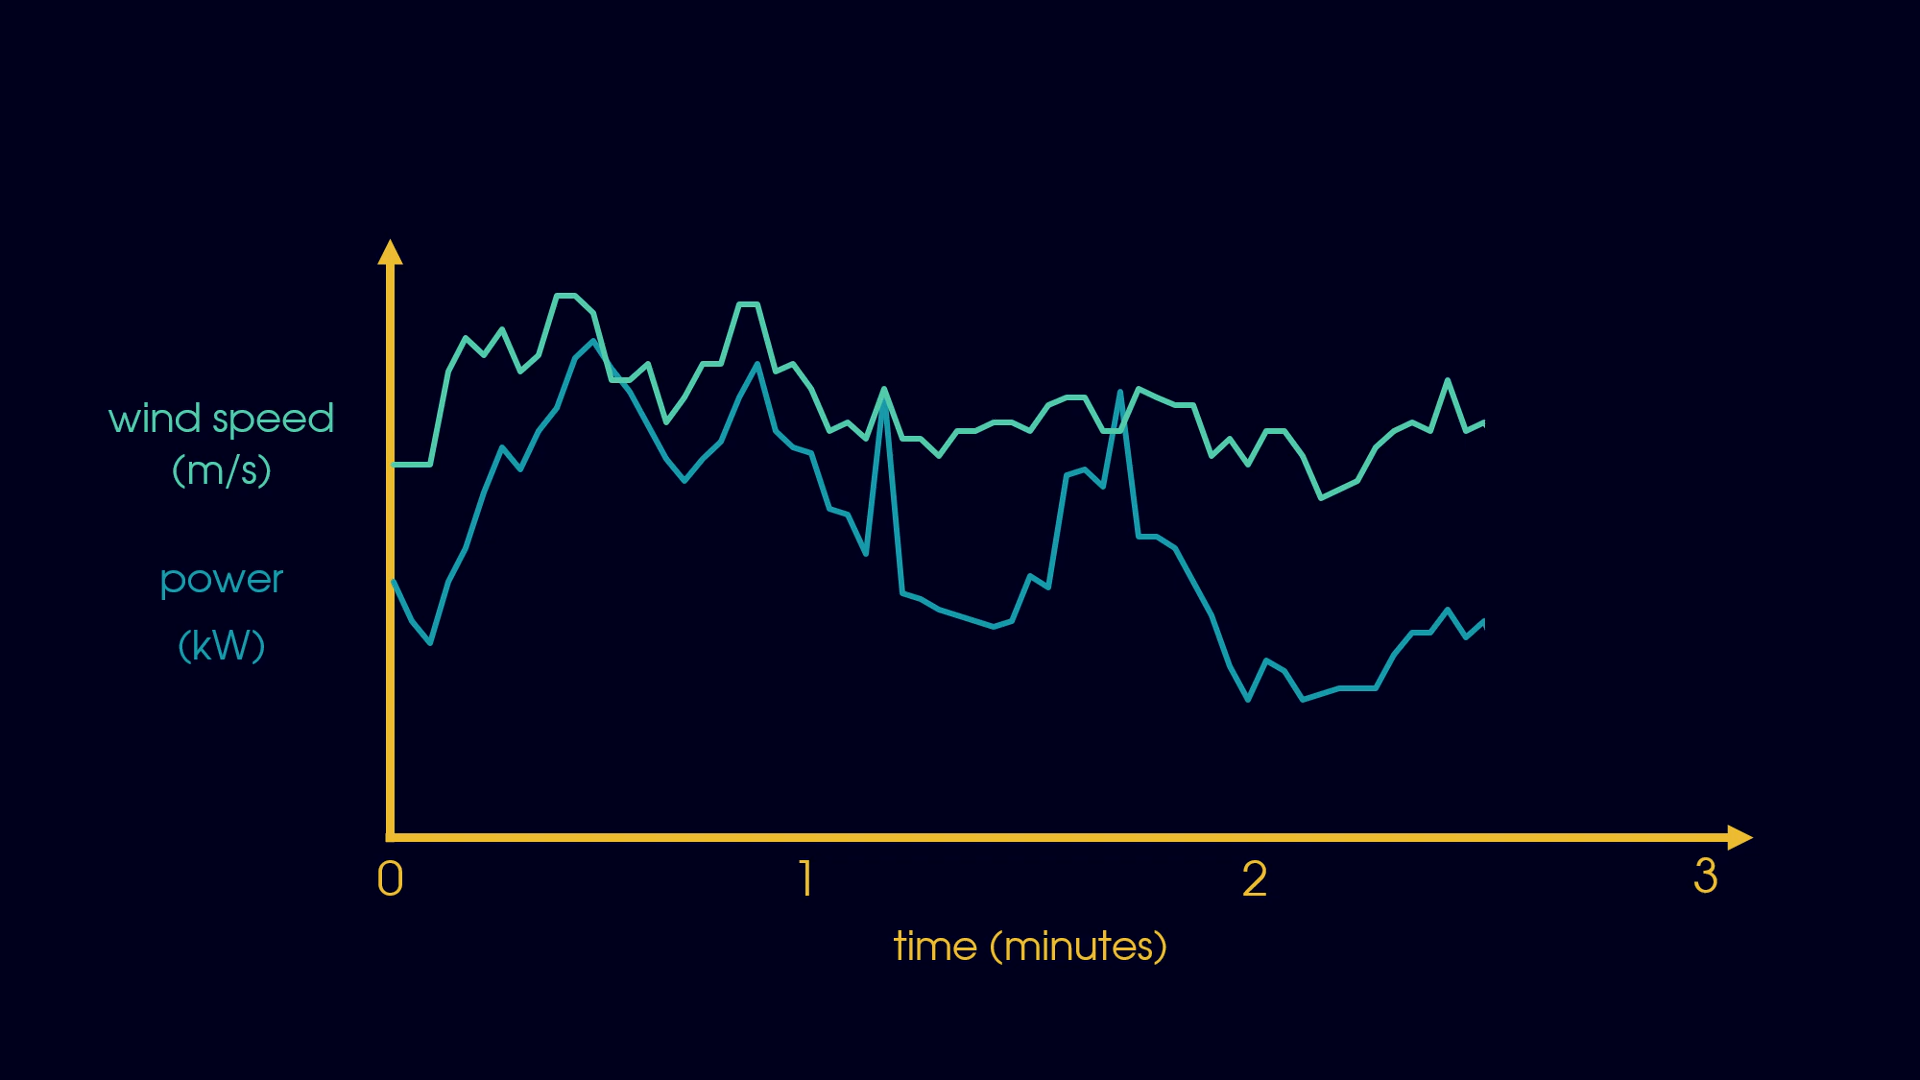 wind speed
(m/s)
power
(kW)
0 1 2 3
time (minutes)